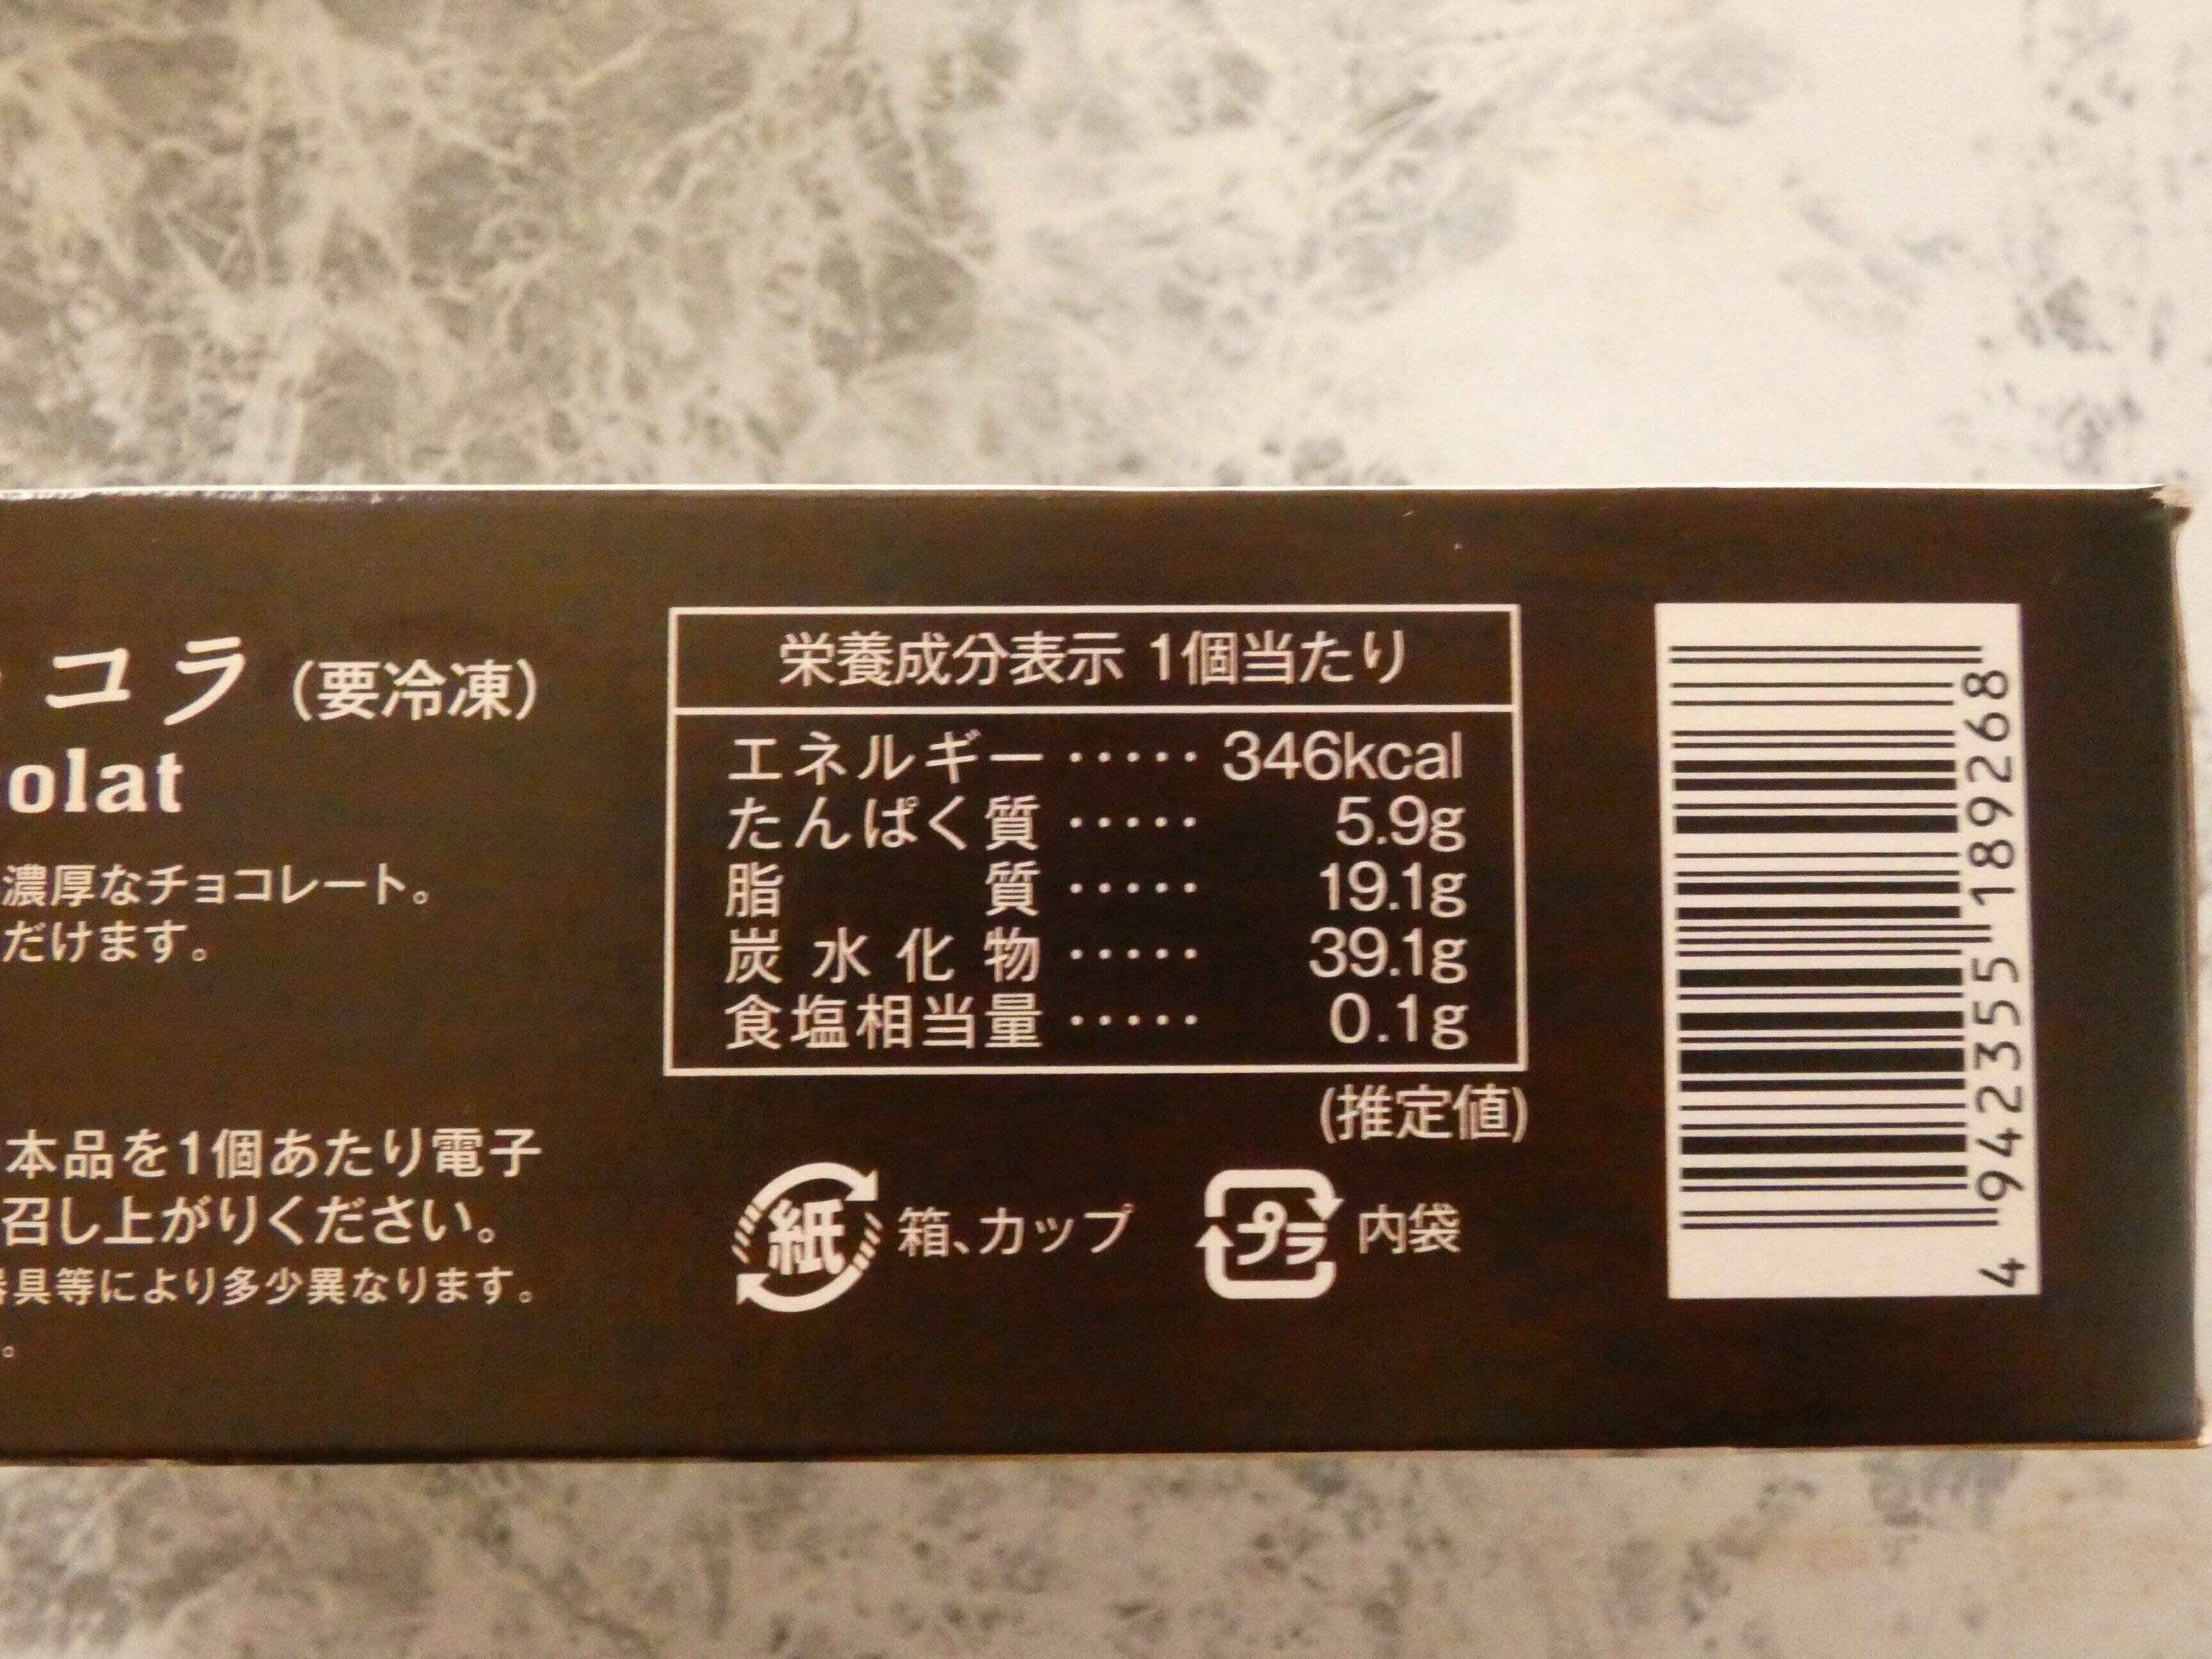 コラ (要冷凍)
olat
濃厚なチョコレート。
だけます。
本品を1個あたり電子
召し上がりください。
具等により多少異なります。
。
栄養成分表示 1個当たり
エネルギー ・・・・・ 346kcal
たんぱく質 ・・・・・ 5.9g
脂質 ・・・・・ 19.1g
炭水化物 ・・・・・ 39.1g
食塩相当量 ・・・・・ 0.1g
(推定値)
紙 箱、カップ プラ 内袋
4 942355 189268